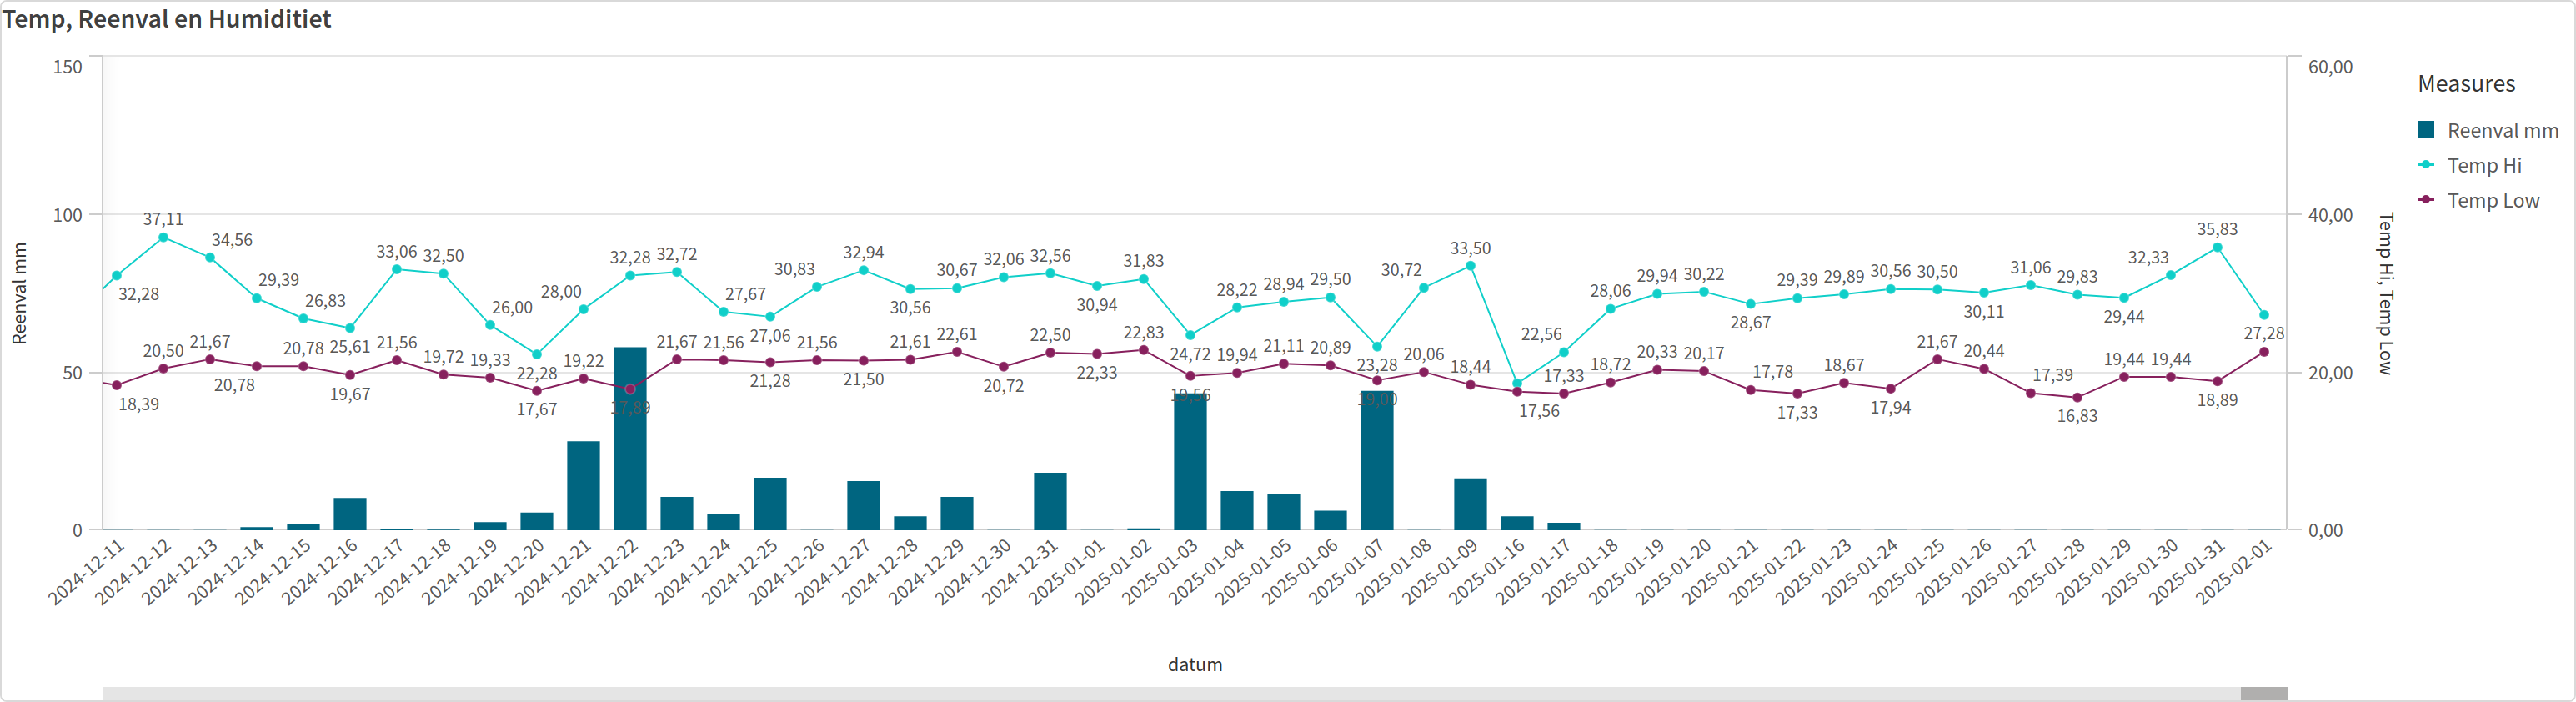 Temp, Reenval en Humiditiet
150
100
50
0
Reenval mm
60,00
40,00
20,00
0,00
Temp Hi, Temp Low
Measures
Reenval mm
Temp Hi
Temp Low
32,28 37,11 34,56 29,39 26,83 25,61 33,06 32,50 26,00 22,28 28,00 32,28 32,72 27,67 27,06 30,83 32,94 30,56 30,67 32,06 32,56 30,94 31,83 24,72 28,22 28,94 29,50 23,28 30,72 33,50 22,56 28,06 29,94 30,22 28,67 29,39 29,89 30,56 30,50 30,11 31,06 29,83 29,44 32,33 35,83 27,28
18,39 20,50 21,67 20,78 20,78 19,67 21,56 19,72 19,33 17,67 19,22 17,89 21,67 21,56 21,28 21,56 21,50 21,61 22,61 20,72 22,50 22,33 22,83 19,56 19,94 21,11 20,89 19,00 20,06 18,44 17,56 17,33 18,72 20,33 20,17 17,78 17,33 18,67 17,94 21,67 20,44 17,39 16,83 19,44 19,44 18,89
2024-12-11 2024-12-12 2024-12-13 2024-12-14 2024-12-15 2024-12-16 2024-12-17 2024-12-18 2024-12-19 2024-12-20 2024-12-21 2024-12-22 2024-12-23 2024-12-24 2024-12-25 2024-12-26 2024-12-27 2024-12-28 2024-12-29 2024-12-30 2024-12-31 2025-01-01 2025-01-02 2025-01-03 2025-01-04 2025-01-05 2025-01-06 2025-01-07 2025-01-08 2025-01-09 2025-01-16 2025-01-17 2025-01-18 2025-01-19 2025-01-20 2025-01-21 2025-01-22 2025-01-23 2025-01-24 2025-01-25 2025-01-26 2025-01-27 2025-01-28 2025-01-29 2025-01-30 2025-01-31 2025-02-01
datum